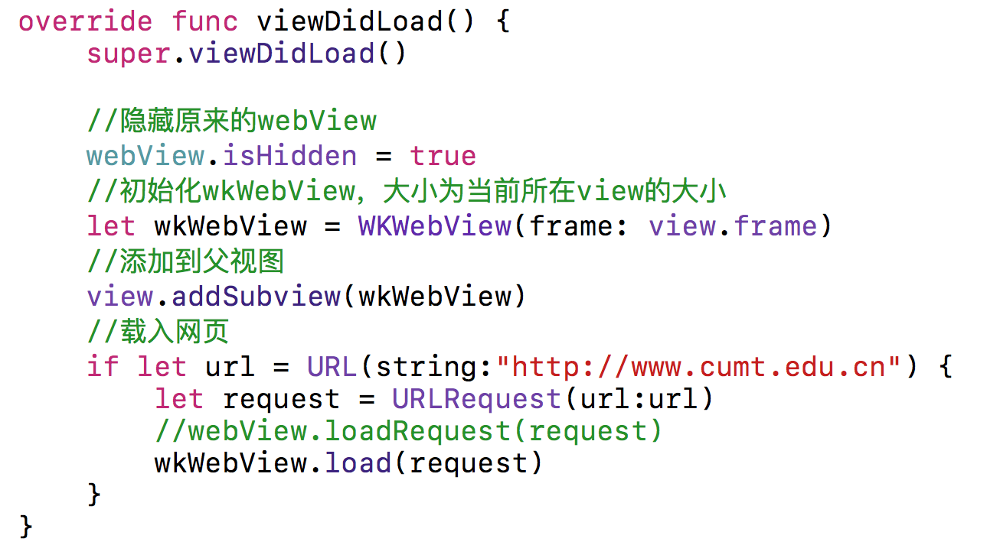 override func viewDidLoad() {
    super.viewDidLoad()

    //隐藏原来的webView
    webView.isHidden = true
    //初始化wkWebView，大小为当前所在view的大小
    let wkWebView = WKWebView(frame: view.frame)
    //添加到父视图
    view.addSubview(wkWebView)
    //载入网页
    if let url = URL(string:"http://www.cumt.edu.cn") {
        let request = URLRequest(url:url)
        //webView.loadRequest(request)
        wkWebView.load(request)
    }
}